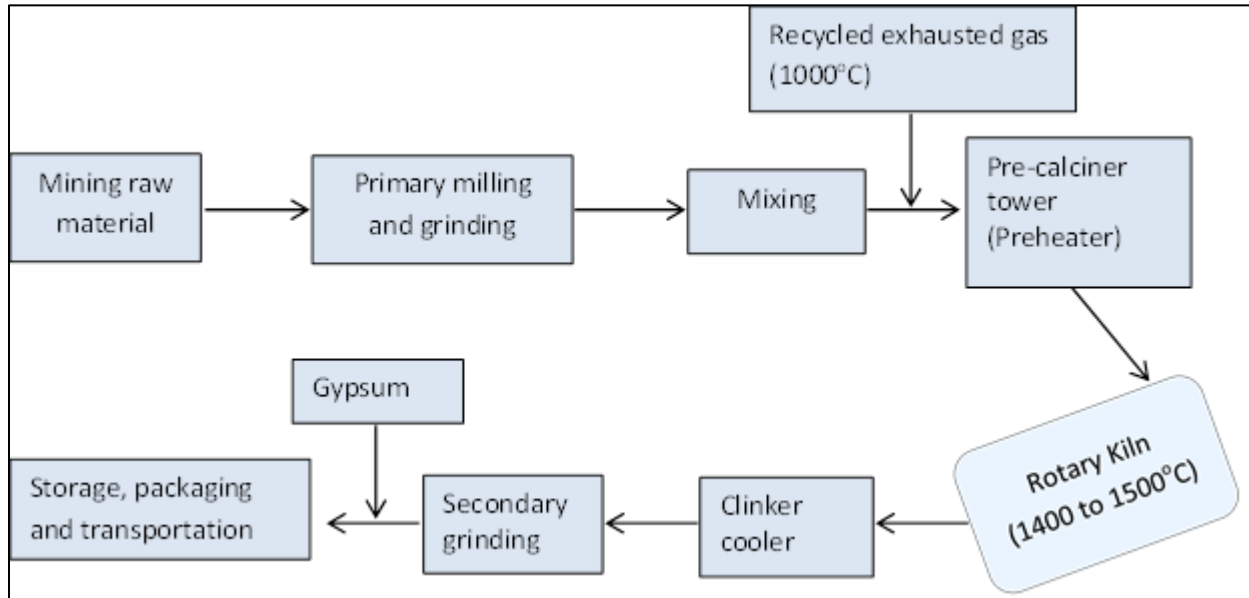 Recycled exhausted gas
(1000°C)
Mining raw
material
Primary milling
and grinding
Mixing
Pre-calciner
tower
(Preheater)
Rotary Kiln
(1400 to 1500°C)
Gypsum
Storage, packaging
and transportation
Secondary
grinding
Clinker
cooler